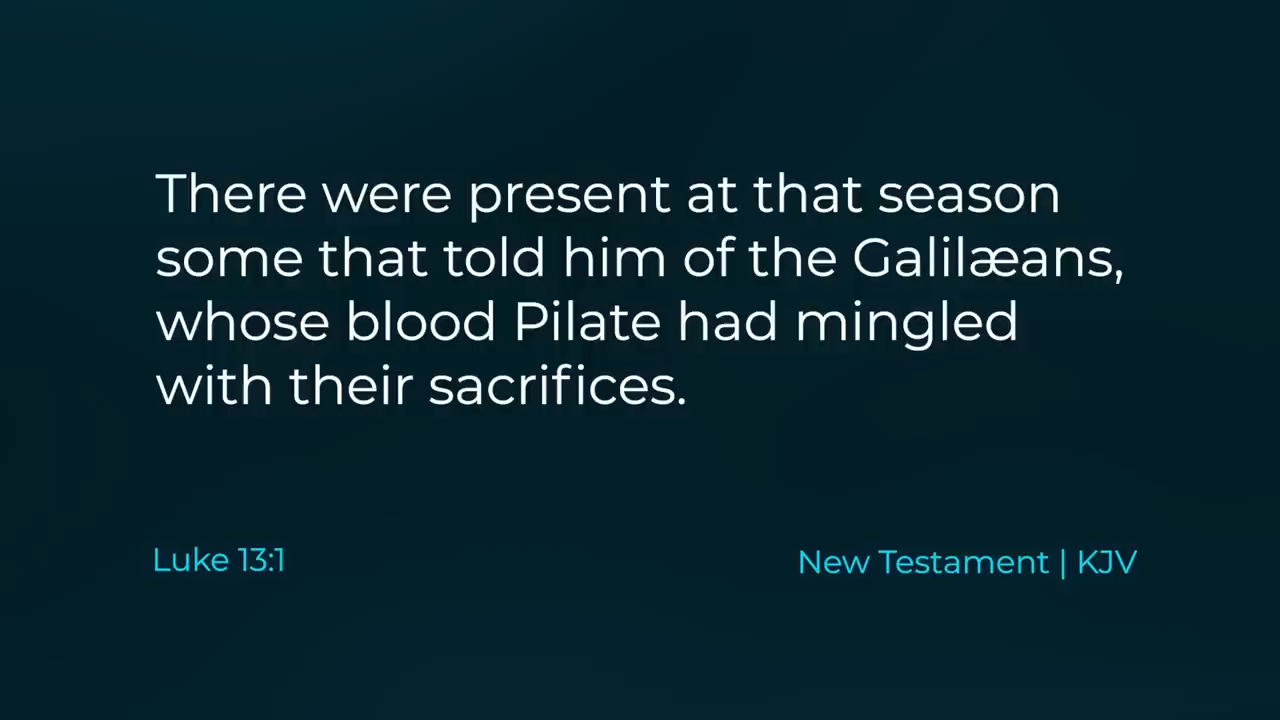 There were present at that season
some that told him of the Galilæans,
whose blood Pilate had mingled
with their sacrifices.
Luke 13:1
New Testament | KJV